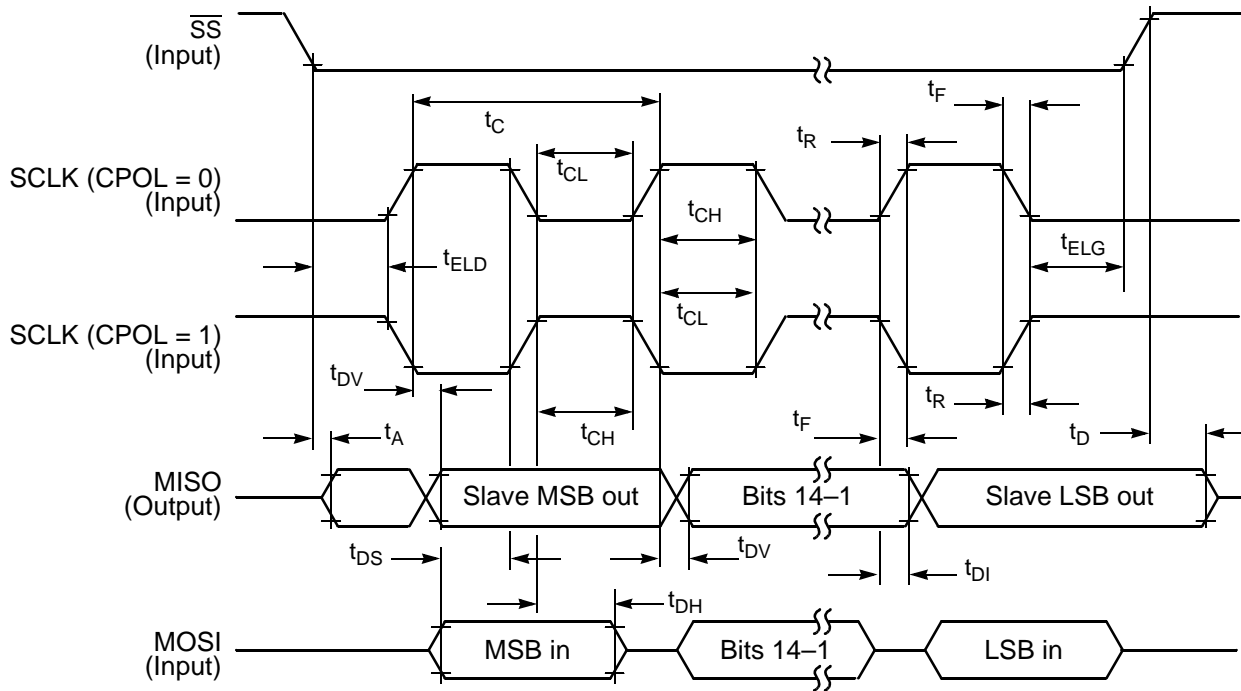 SS
(Input)
tC
tF
tR
tCL
SCLK (CPOL = 0)
(Input)
tCH
tELD
tELG
tCL
SCLK (CPOL = 1)
(Input)
tDV
tR
tA
tCH
tF
tD
MISO
(Output)
Slave MSB out
Bits 14–1
Slave LSB out
tDS
tDV
tDI
tDH
MOSI
(Input)
MSB in
Bits 14–1
LSB in